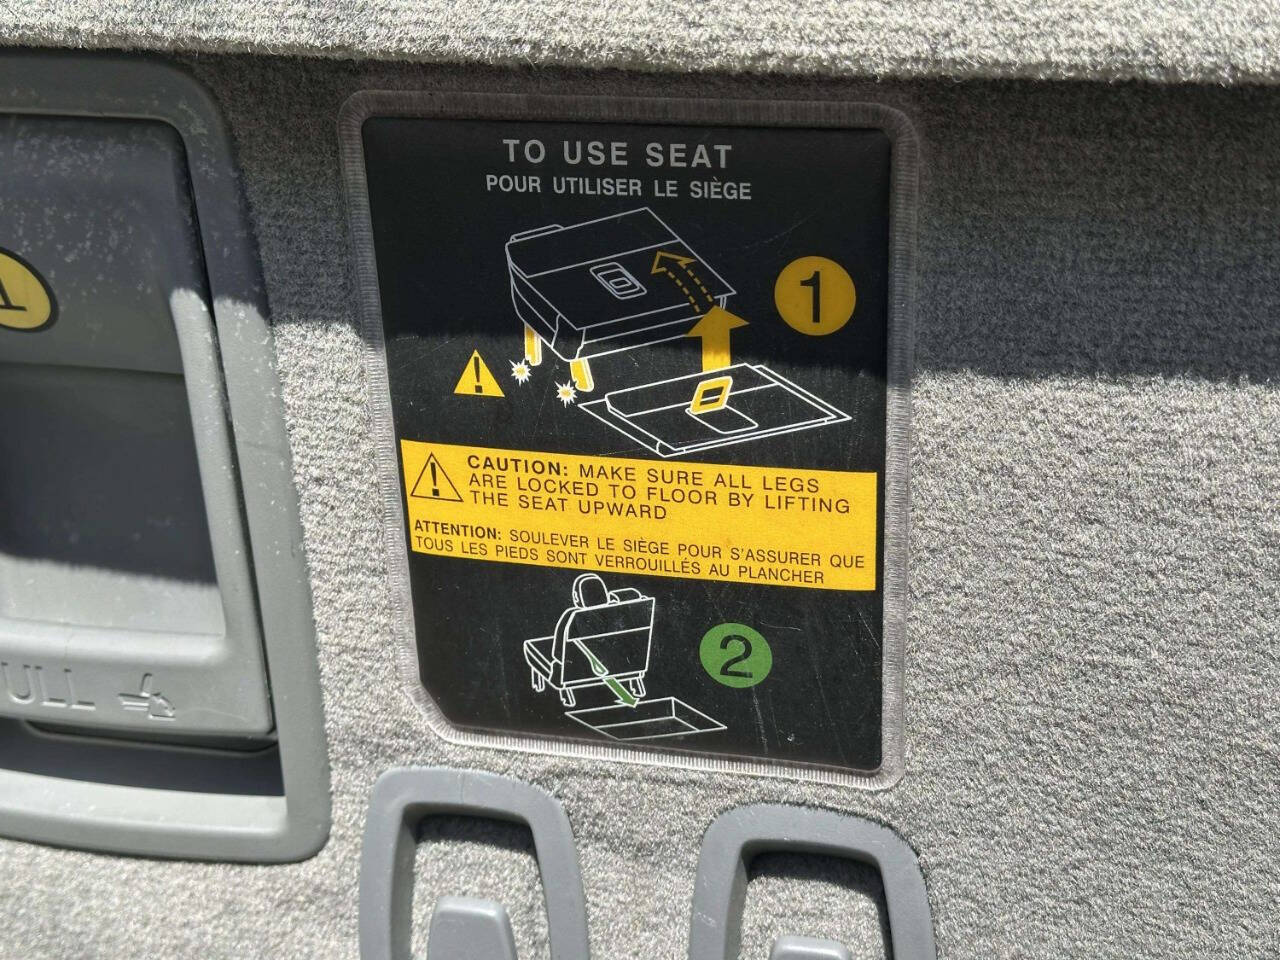 TO USE SEAT
POUR UTILISER LE SIÈGE
1
CAUTION: MAKE SURE ALL LEGS
ARE LOCKED TO FLOOR BY LIFTING
THE SEAT UPWARD
ATTENTION: SOULEVER LE SIÈGE POUR S'ASSURER QUE
TOUS LES PIEDS SONT VERROUILLÉS AU PLANCHER
2
ULL